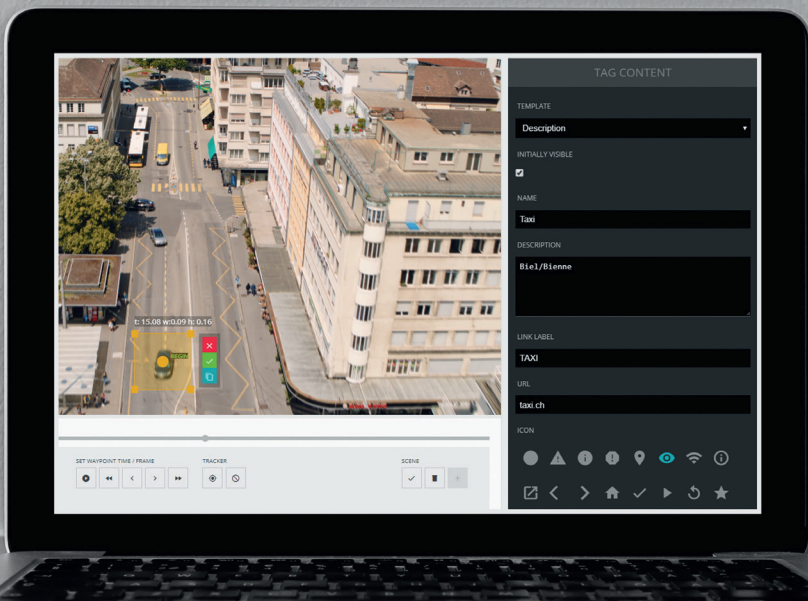 TAG CONTENT
TEMPLATE
Description
INITIALLY VISIBLE
NAME
Taxi
DESCRIPTION
Biel/Bienne
LINK LABEL
TAXI
URL
taxi.ch
ICON
t: 15.08 w:0.09 h: 0.16
BEGIN
SET WAYPOINT TIME / FRAME
TRACKER
SCENE